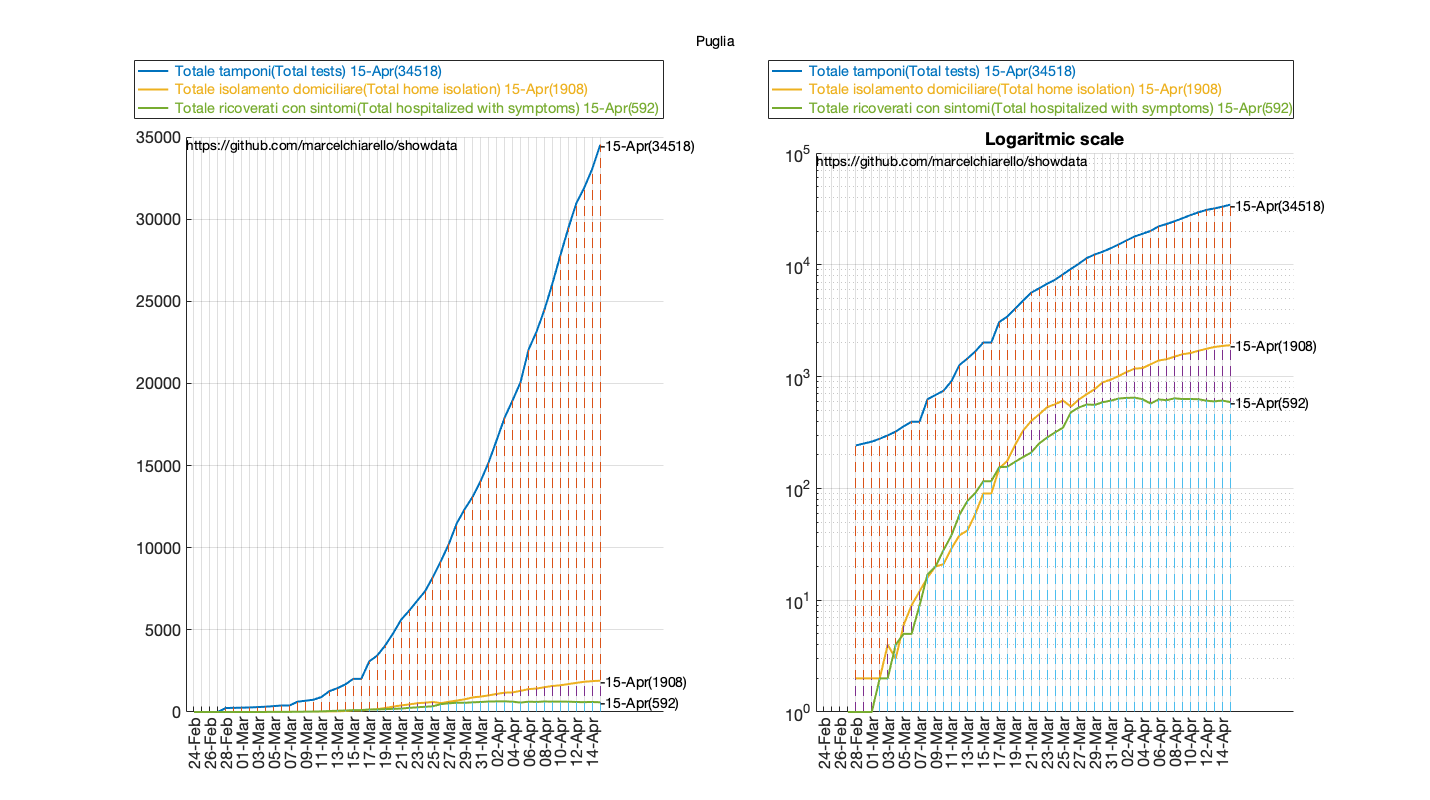 Puglia
Totale tamponi(Total tests) 15-Apr(34518)
Totale isolamento domiciliare(Total home isolation) 15-Apr(1908)
Totale ricoverati con sintomi(Total hospitalized with symptoms) 15-Apr(592)
35000
30000
25000
20000
15000
10000
5000
0
https://github.com/marcelchiarello/showdata
15-Apr(34518)
15-Apr(1908)
15-Apr(592)
24-Feb
26-Feb
28-Feb
01-Mar
03-Mar
05-Mar
07-Mar
09-Mar
11-Mar
13-Mar
15-Mar
17-Mar
19-Mar
21-Mar
23-Mar
25-Mar
27-Mar
29-Mar
31-Mar
02-Apr
04-Apr
06-Apr
08-Apr
10-Apr
12-Apr
14-Apr
Totale tamponi(Total tests) 15-Apr(34518)
Totale isolamento domiciliare(Total home isolation) 15-Apr(1908)
Totale ricoverati con sintomi(Total hospitalized with symptoms) 15-Apr(592)
Logaritmic scale
10^5
10^4
10^3
10^2
10^1
10^0
https://github.com/marcelchiarello/showdata
15-Apr(34518)
15-Apr(1908)
15-Apr(592)
24-Feb
26-Feb
28-Feb
01-Mar
03-Mar
05-Mar
07-Mar
09-Mar
11-Mar
13-Mar
15-Mar
17-Mar
19-Mar
21-Mar
23-Mar
25-Mar
27-Mar
29-Mar
31-Mar
02-Apr
04-Apr
06-Apr
08-Apr
10-Apr
12-Apr
14-Apr